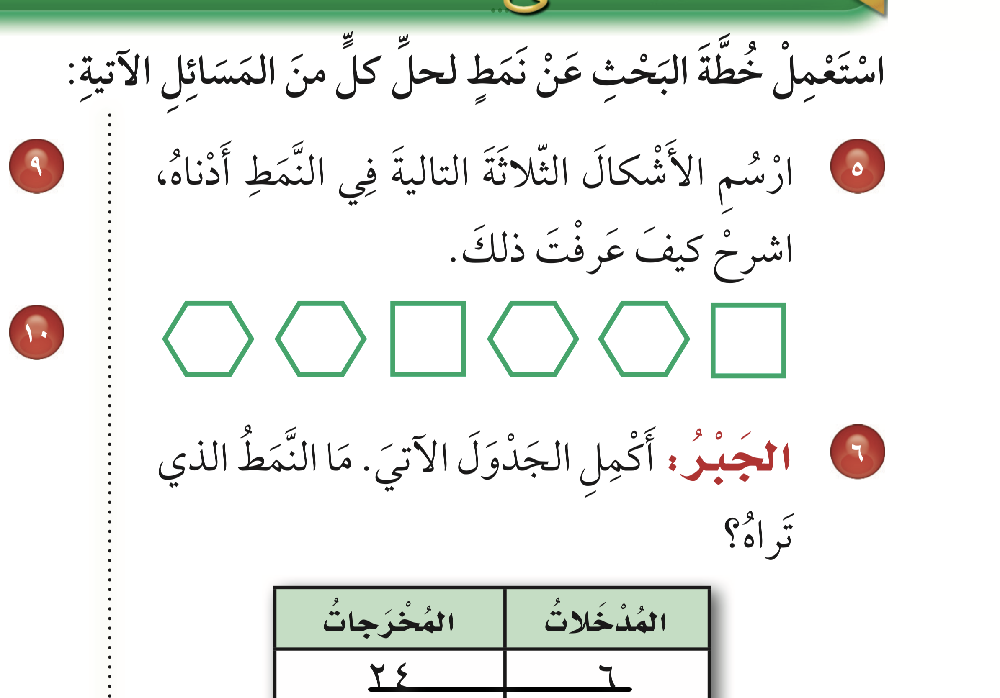 اسْتَعْمِلْ خُطَّةَ البَحْثِ عَنْ نَمَطٍ لحلِّ كلٍّ منَ المَسَائِلِ الآتيةِ:
٥ ارْسُمِ الأَشْكالَ الثّلاثَةَ التاليةَ فِي النَّمَطِ أَدْناهُ،
اشرحْ كيفَ عَرفْتَ ذلكَ.
٦ الجَبْرُ: أَكْمِلِ الجَدْوَلَ الآتيَ. مَا النَّمَطُ الذي
تَراهُ؟
المُدْخَلاتُ المُخْرَجاتُ
٦ ٢٤
٩
١٠